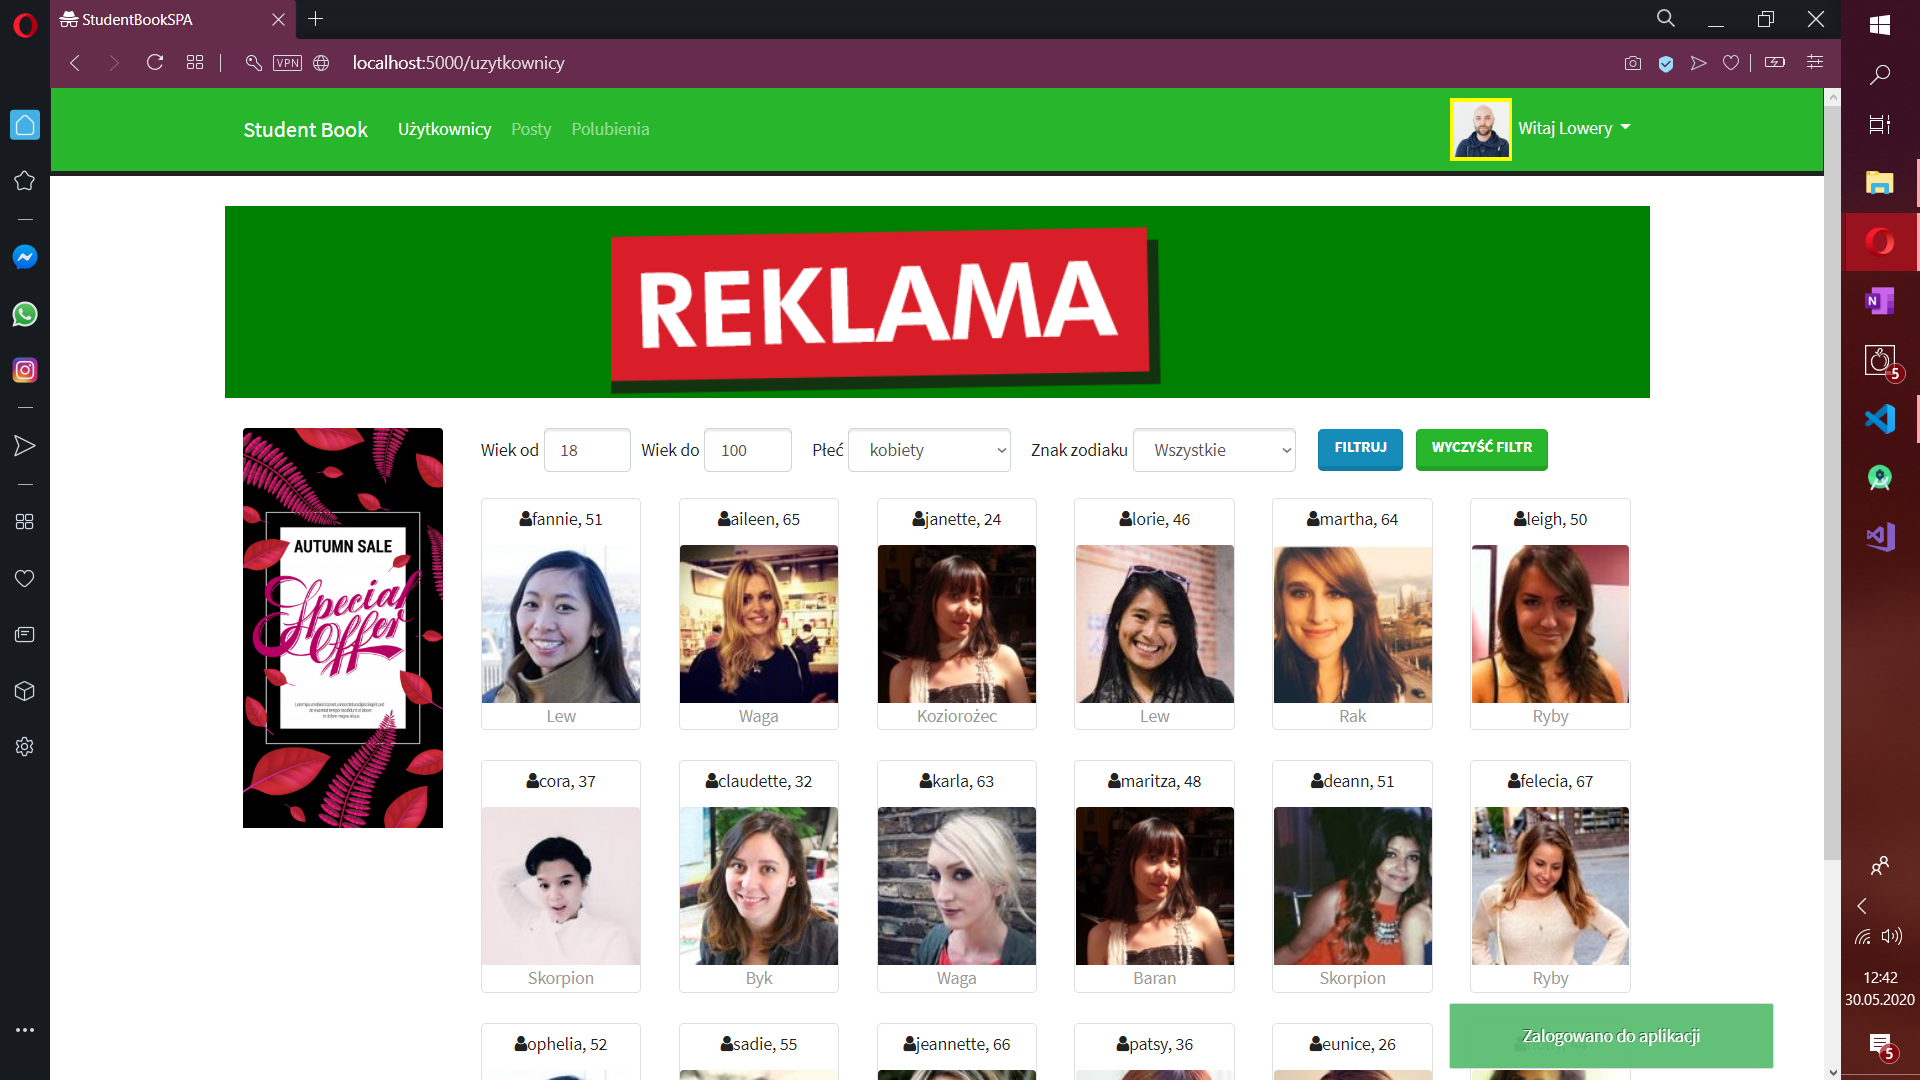 StudentBookSPA
VPN
localhost:5000/uzytkownicy
Student Book
Użytkownicy
Posty
Polubienia
Witaj Lowery
REKLAMA
AUTUMN SALE
Special
Offer
Wiek od 18 Wiek do 100 Płeć kobiety Znak zodiaku Wszystkie FILTRUJ WYCZYŚĆ FILTR
fannie, 51
aileen, 65
janette, 24
lorie, 46
martha, 64
leigh, 50
Lew
Waga
Koziorożec
Lew
Rak
Ryby
cora, 37
claudette, 32
karla, 63
maritza, 48
deann, 51
felecia, 67
Skorpion
Byk
Waga
Baran
Skorpion
Ryby
ophelia, 52
sadie, 55
jeannette, 66
patsy, 36
eunice, 26
Zalogowano do aplikacji
N
5
12:42
30.05.2020
5